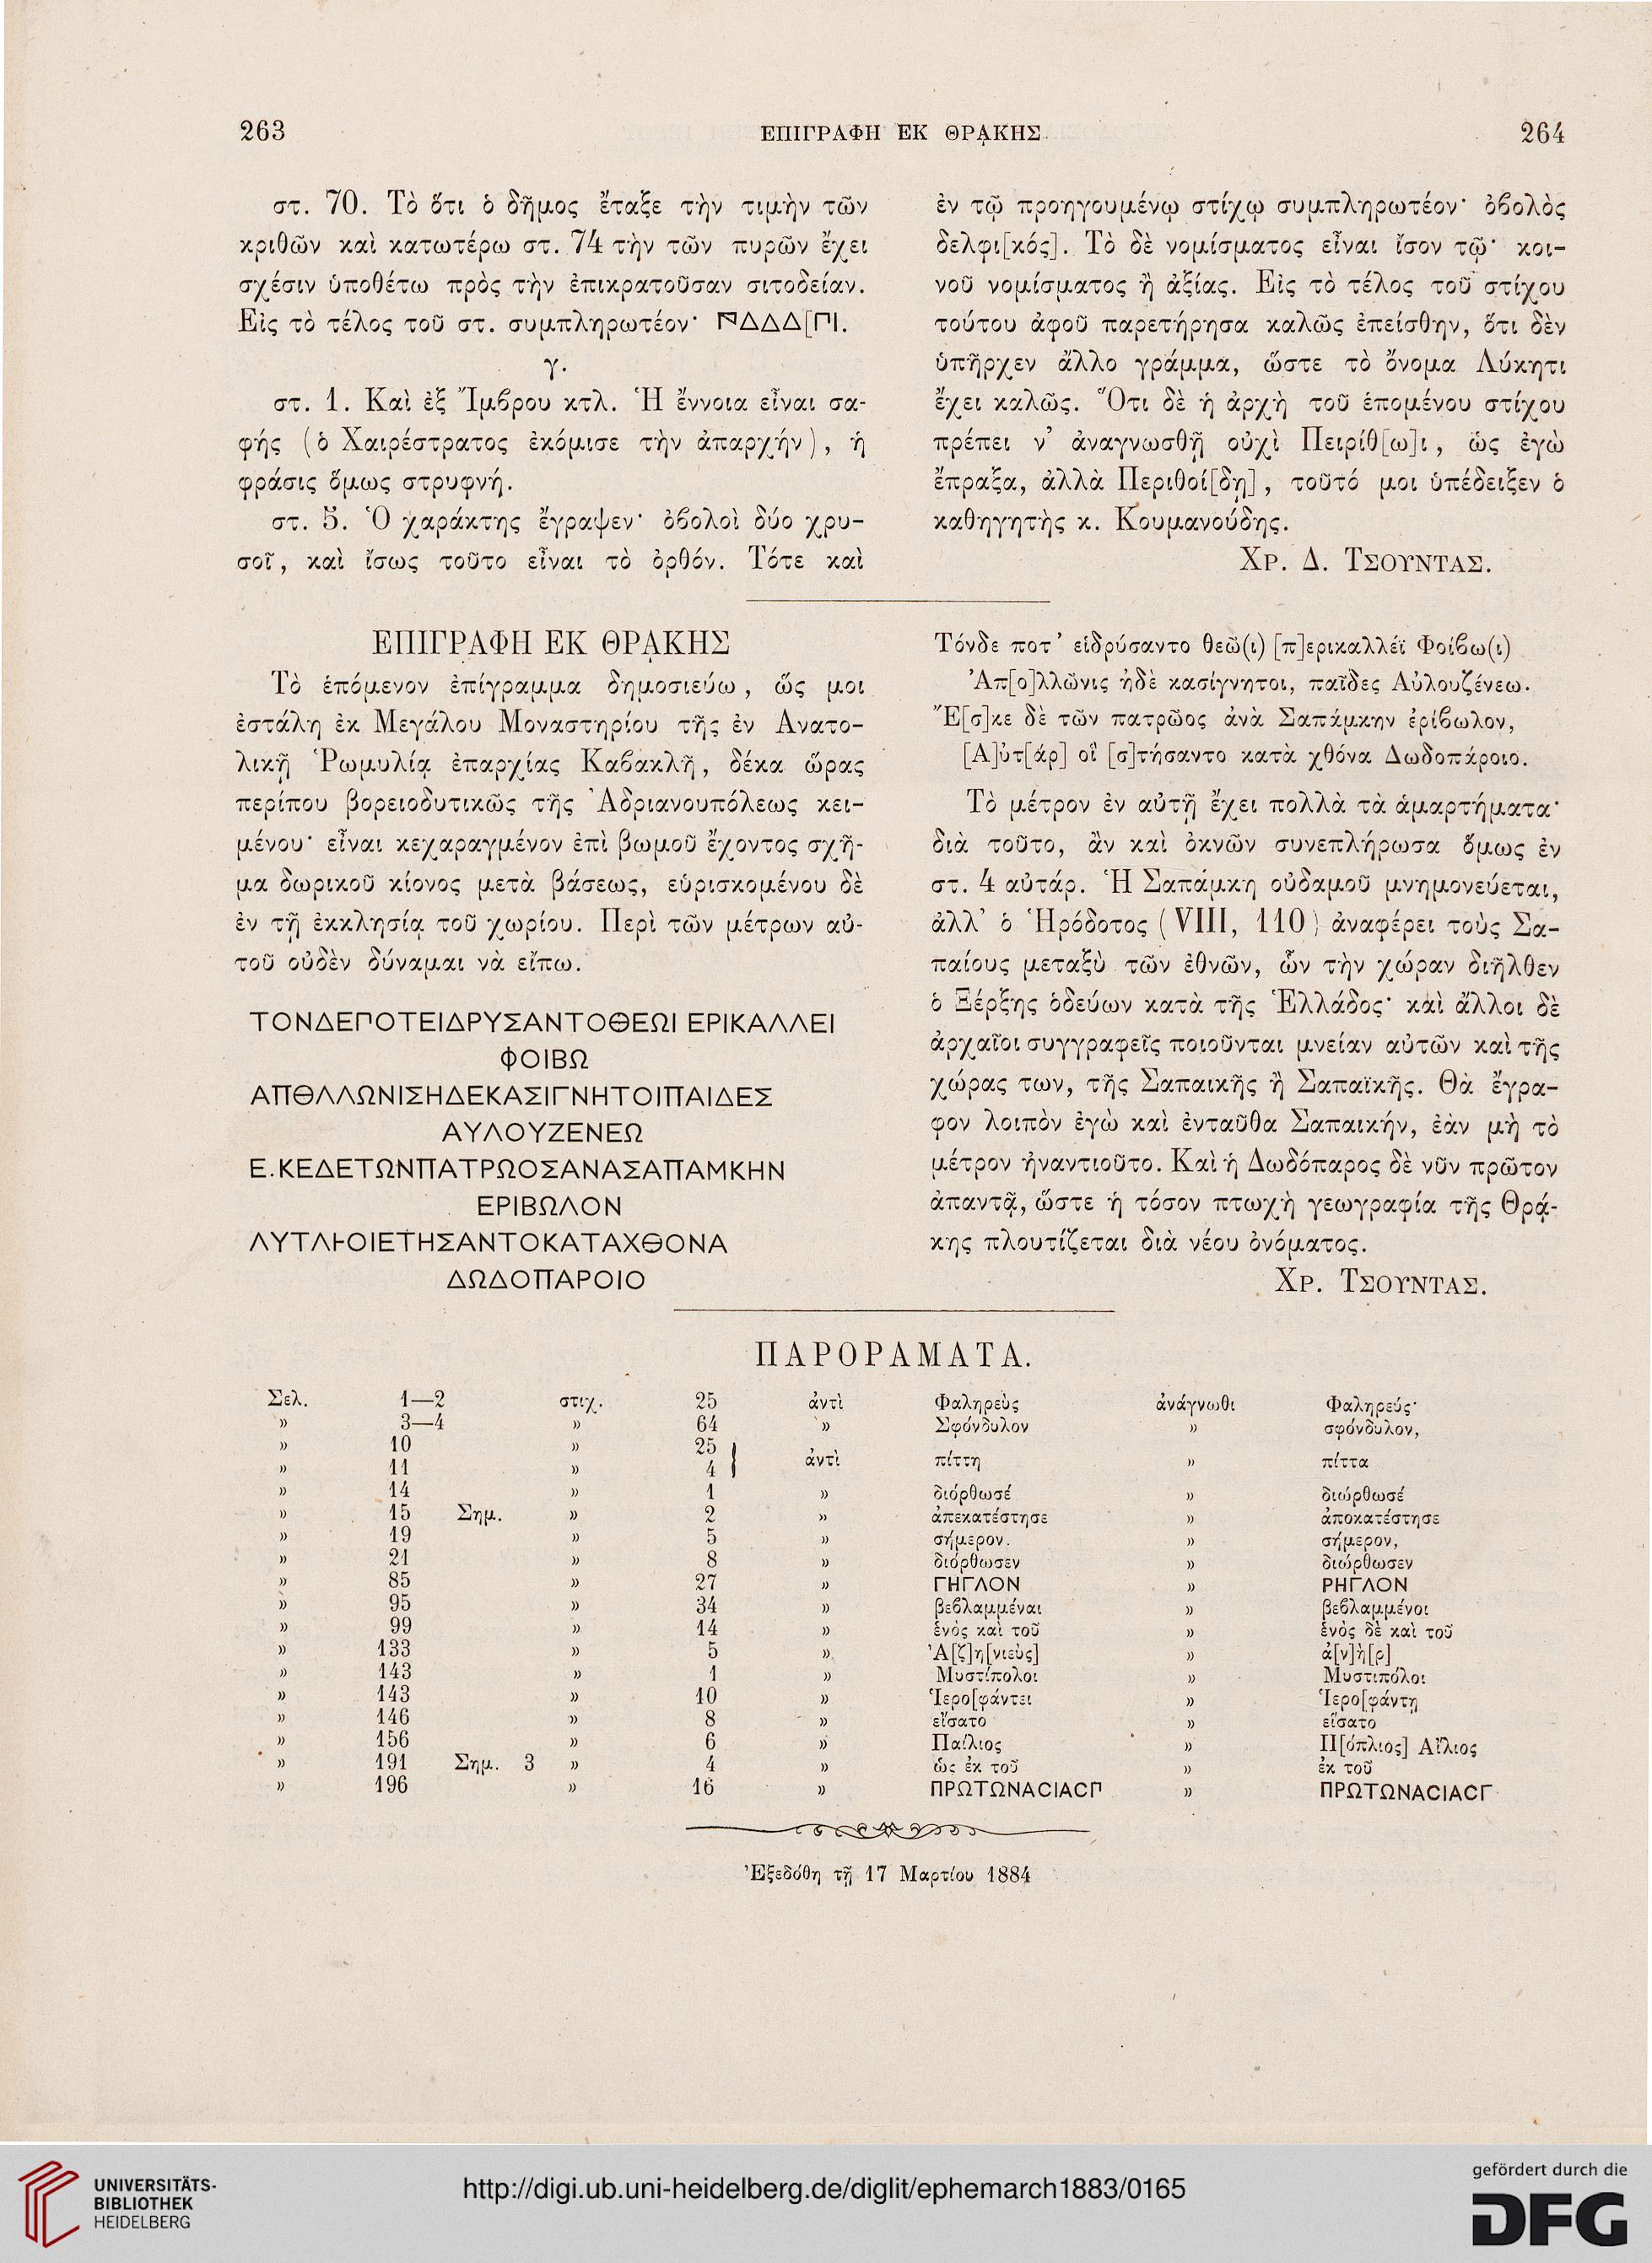 263 ΕΠΙΓΡΑΦΗ ΕΚ ΘΡΑΚΗΣ 264
στ. 70. Τὸ ὅτι ὁ δῆμος ἔταξε τὴν τιμὴν τῶν
κριθῶν καὶ κατωτέρω στ. 74 τὴν τῶν πυρῶν ἔχει
σχέσιν ὑποθέτω πρὸς τὴν ἐπικρατοῦσαν σιτοδείαν.
Εἰς τὸ τέλος τοῦ στ. συμπληρωτέον· 𐅄ΔΔΔ[ΓΙ.
γ.
στ. 1. Καὶ ἐξ Ἴμβρου κτλ. Ἡ ἔννοια εἶναι σα-
φής (ὁ Χαιρέστρατος ἐκόμισε τὴν ἀπαρχήν), ἡ
φράσις ὅμως στρυφνή.
στ. 5. Ὁ χαράκτης ἔγραψεν· ὀβολοὶ δύο χρυ-
σοῖ, καὶ ἴσως τοῦτο εἶναι τὸ ὀρθόν. Τότε καὶ
ἐν τῷ προηγουμένῳ στίχῳ συμπληρωτέον· ὀβολὸς
δελφι[κός]. Τὸ δὲ νομίσματος εἶναι ἴσον τῷ· κοι-
νοῦ νομίσματος ἢ ἀξίας. Εἰς τὸ τέλος τοῦ στίχου
τούτου ἀφοῦ παρετήρησα καλῶς ἐπείσθην, ὅτι δὲν
ὑπῆρχεν ἄλλο γράμμα, ὥστε τὸ ὄνομα Λύκητι
ἔχει καλῶς. Ὅτι δὲ ἡ ἀρχὴ τοῦ ἑπομένου στίχου
πρέπει ν' ἀναγνωσθῇ οὐχὶ Πειρίθ[ω]ι, ὡς ἐγὼ
ἔπραξα, ἀλλὰ Περιθοί[δη], τοῦτό μοι ὑπέδειξεν ὁ
καθηγητὴς κ. Κουμανούδης.
ΧΡ. Δ. ΤΣΟΥΝΤΑΣ.
ΕΠΙΓΡΑΦΗ ΕΚ ΘΡΑΚΗΣ
Τὸ ἑπόμενον ἐπίγραμμα δημοσιεύω, ὥς μοι
ἐστάλη ἐκ Μεγάλου Μοναστηρίου τῆς ἐν Ανατο-
λικῇ Ῥωμυλίᾳ ἐπαρχίας Καβακλῆ, δέκα ὥρας
περίπου βορειοδυτικῶς τῆς Ἀδριανουπόλεως κει-
μένου· εἶναι κεχαραγμένον ἐπὶ βωμοῦ ἔχοντος σχῆ-
μα δωρικοῦ κίονος μετὰ βάσεως, εὑρισκομένου δὲ
ἐν τῇ ἐκκλησίᾳ τοῦ χωρίου. Περὶ τῶν μέτρων αὐ-
τοῦ οὐδὲν δύναμαι νὰ εἴπω.
ΤΟΝΔΕΠΟΤΕΙΔΡΥΣΑΝΤΟΘΕΩΙ ΕΡΙΚΑΛΛΕΙ
ΦΟΙΒΩ
ΑΠΘΛΛΩΝΙΣΗΔΕΚΑΣΙΓΝΗΤΟΙΠΑΙΔΕΣ
ΑΥΛΟΥΖΕΝΕΩ
Ε.ΚΕΔΕΤΩΝΠΑΤΡΩΟΣΑΝΑΣΑΠΑΜΚΗΝ
ΕΡΙΒΩΛΟΝ
ΛΥΤΛͰΟΙΕΤΗΣΑΝΤΟΚΑΤΑΧΘΟΝΑ
ΔΩΔΟΠΑΡΟΙΟ
Τόνδε ποτ' εἱδρύσαντο θεῶ(ι) [π]ερικαλλέϊ Φοίβω(ι)
Ἀπ[ο]λλῶνις ἠδὲ κασίγνητοι, παῖδες Αὐλουζένεω.
Ἔ[σ]κε δὲ τῶν πατρῶος ἀνὰ Σαπάμκην ἐρίβωλον,
[Α]ὐτ[άρ] οἵ [σ]τήσαντο κατὰ χθόνα Δωδοπάροιο.
Τὸ μέτρον ἐν αὐτῇ ἔχει πολλὰ τὰ ἁμαρτήματα·
διὰ τοῦτο, ἂν καὶ ὀκνῶν συνεπλήρωσα ὅμως ἐν
στ. 4 αὐτάρ. Ἡ Σαπάμκη οὐδαμοῦ μνημονεύεται,
ἀλλ' ὁ Ἡρόδοτος (VIII, 110) ἀναφέρει τοὺς Σα-
παίους μεταξὺ τῶν ἐθνῶν, ὧν τὴν χώραν διῆλθεν
ὁ Ξέρξης ὁδεύων κατὰ τῆς Ἑλλάδος· καὶ ἄλλοι δὲ
ἀρχαῖοι συγγραφεῖς ποιοῦνται μνείαν αὐτῶν καὶ τῆς
χώρας των, τῆς Σαπαικῆς ἢ Σαπαϊκῆς. Θὰ ἔγρα-
φον λοιπὸν ἐγὼ καὶ ἐνταῦθα Σαπαικήν, ἐὰν μὴ τὸ
μέτρον ἠναντιοῦτο. Καὶ ἡ Δωδόπαρος δὲ νῦν πρῶτον
ἀπαντᾷ, ὥστε ἡ τόσον πτωχὴ γεωγραφία τῆς Θρᾴ-
κης πλουτίζεται διὰ νέου ὀνόματος.
ΧΡ. ΤΣΟΥΝΤΑΣ.
ΠΑΡΟΡΑΜΑΤΑ.
Σελ. 1—2 στιχ. 25 ἀντὶ Φαληρεὺς ἀνάγνωθι Φαληρεύς·
» 3—4 » 64 » Σφόνδυλον » σφόνδυλον,
» 10 » 25
» 11 » 4 } ἀντὶ πίττη » πίττα
» 14 » 1 » διόρθωσέ » διώρθωσέ
» 15 Σημ. » 2 » ἀπεκατέστησε » ἀποκατέστησε
» 19 » 5 » σήμερον. » σήμερον,
» 21 » 8 » διόρθωσεν » διώρθωσεν
» 85 » 27 » ΓΗΓΛΟΝ » ΡΗΓΛΟΝ
» 95 » 34 » βεβλαμμέναι » βεβλαμμένοι
» 99 » 14 » ἑνὸς καὶ τοῦ » ἑνὸς δὲ καὶ τοῦ
» 133 » 5 » Ἀ[ζ]η[νιεὺς] » ἀ[ν]ὴ[ρ]
» 143 » 1 » Μυστίπολοι » Μυστιπόλοι
» 143 » 10 » Ἱερο[φάντει » Ἱερο[φάντῃ
» 146 » 8 » εἴσατο » εἵσατο
» 156 » 6 » Παίλιος » Π[όπλιος] Αἴλιος
» 191 Σημ. 3 » 4 » ὡς ἐκ τοῦ » ἐκ τοῦ
» 196 » 16 » ΠΡΩΤΩΝΑCΙΑCΠ » ΠΡΩΤΩΝΑCΙΑCΓ
Ἐξεδόθη τῇ 17 Μαρτίου 1884
UNIVERSITÄTS-
BIBLIOTHEK
HEIDELBERG
http://digi.ub.uni-heidelberg.de/diglit/ephemarch1883/0165
gefördert durch die
DFG